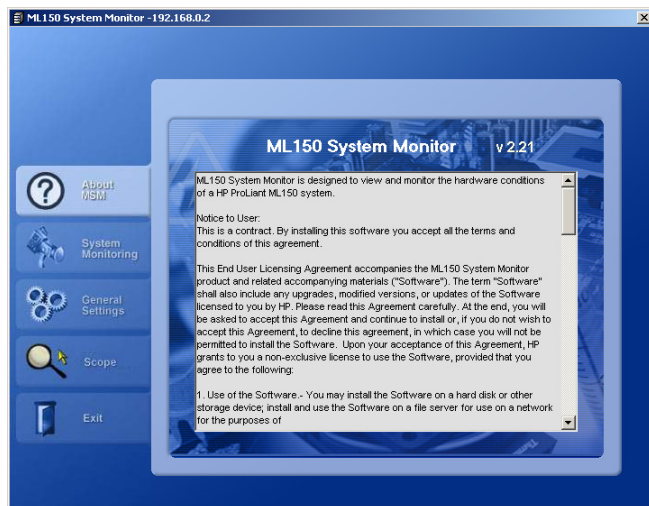 ML150 System Monitor -192.168.0.2
ML150 System Monitor v 2.21
About
MSM
System
Monitoring
General
Settings
Scope
Exit
ML150 System Monitor is designed to view and monitor the hardware conditions
of a HP ProLiant ML150 system.
Notice to User:
This is a contract. By installing this software you accept all the terms and
conditions of this agreement.
This End User Licensing Agreement accompanies the ML150 System Monitor
product and related accompanying materials ("Software"). The term "Software"
shall also include any upgrades, modified versions, or updates of the Software
licensed to you by HP. Please read this Agreement carefully. At the end, you will
be asked to accept this Agreement and continue to install or, if you do not wish to
accept this Agreement, to decline this agreement, in which case you will not be
permitted to install the Software. Upon your acceptance of this Agreement, HP
grants to you a non-exclusive license to use the Software, provided that you
agree to the following:
1. Use of the Software.- You may install the Software on a hard disk or other
storage device; install and use the Software on a file server for use on a network
for the purposes of